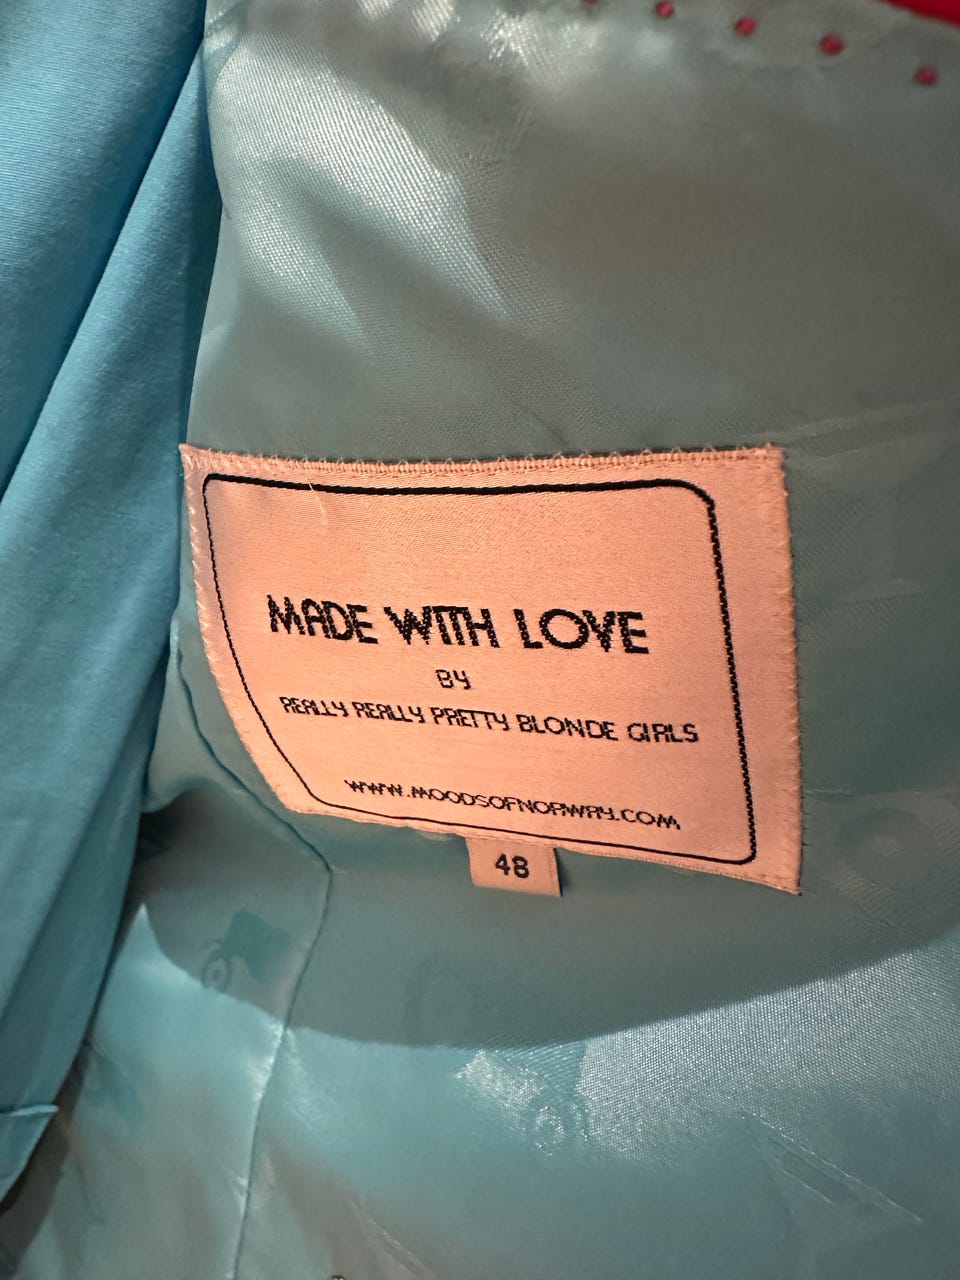 MADE WITH LOVE
BY
REALLY REALLY PRETTY BLONDE GIRLS
WWW.MOODSOFNORWAY.COM
48